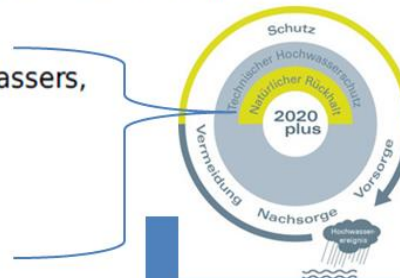 assers,
Schutz
Technischer Hochwasserschutz
Natürlicher Rückhalt
2020
plus
Vermeidung
Nachsorge
Vorsorge
Hochwasser-
ereignis